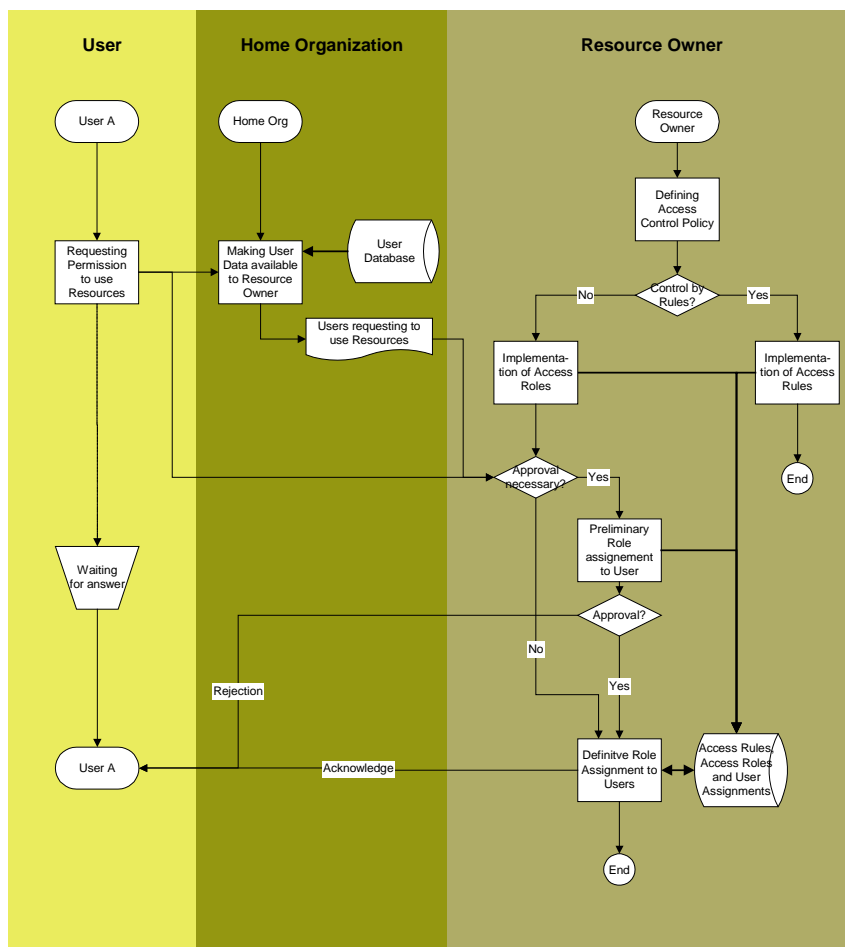 User
Home Organization
Resource Owner
User A
Home Org
Resource
Owner
Defining
Access
Control Policy
Requesting
Permission
to use
Resources
Making User
Data available
to Resource
Owner
User
Database
Control by
Rules?
No
Yes
Users requesting to
use Resources
Implementa-
tion of Access
Roles
Implementa-
tion of Access
Rules
Approval
necessary?
Yes
End
Preliminary
Role
assignement
to User
Waiting
for answer
Approval?
No
Yes
Rejection
User A
Acknowledge
Definitve Role
Assignment to
Users
Access Rules,
Access Roles
and User
Assignments
End